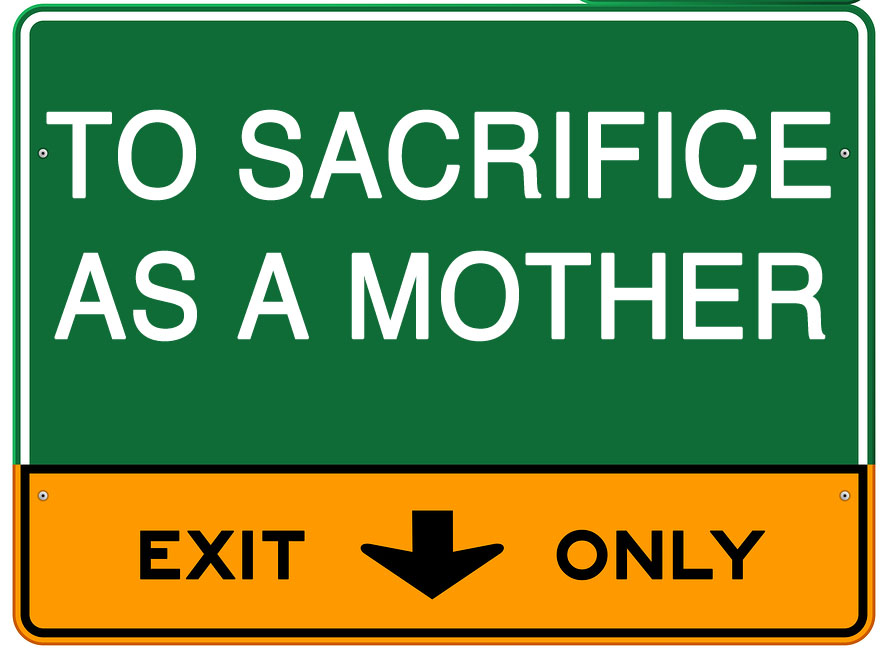 TO SACRIFICE
AS A MOTHER
EXIT ONLY